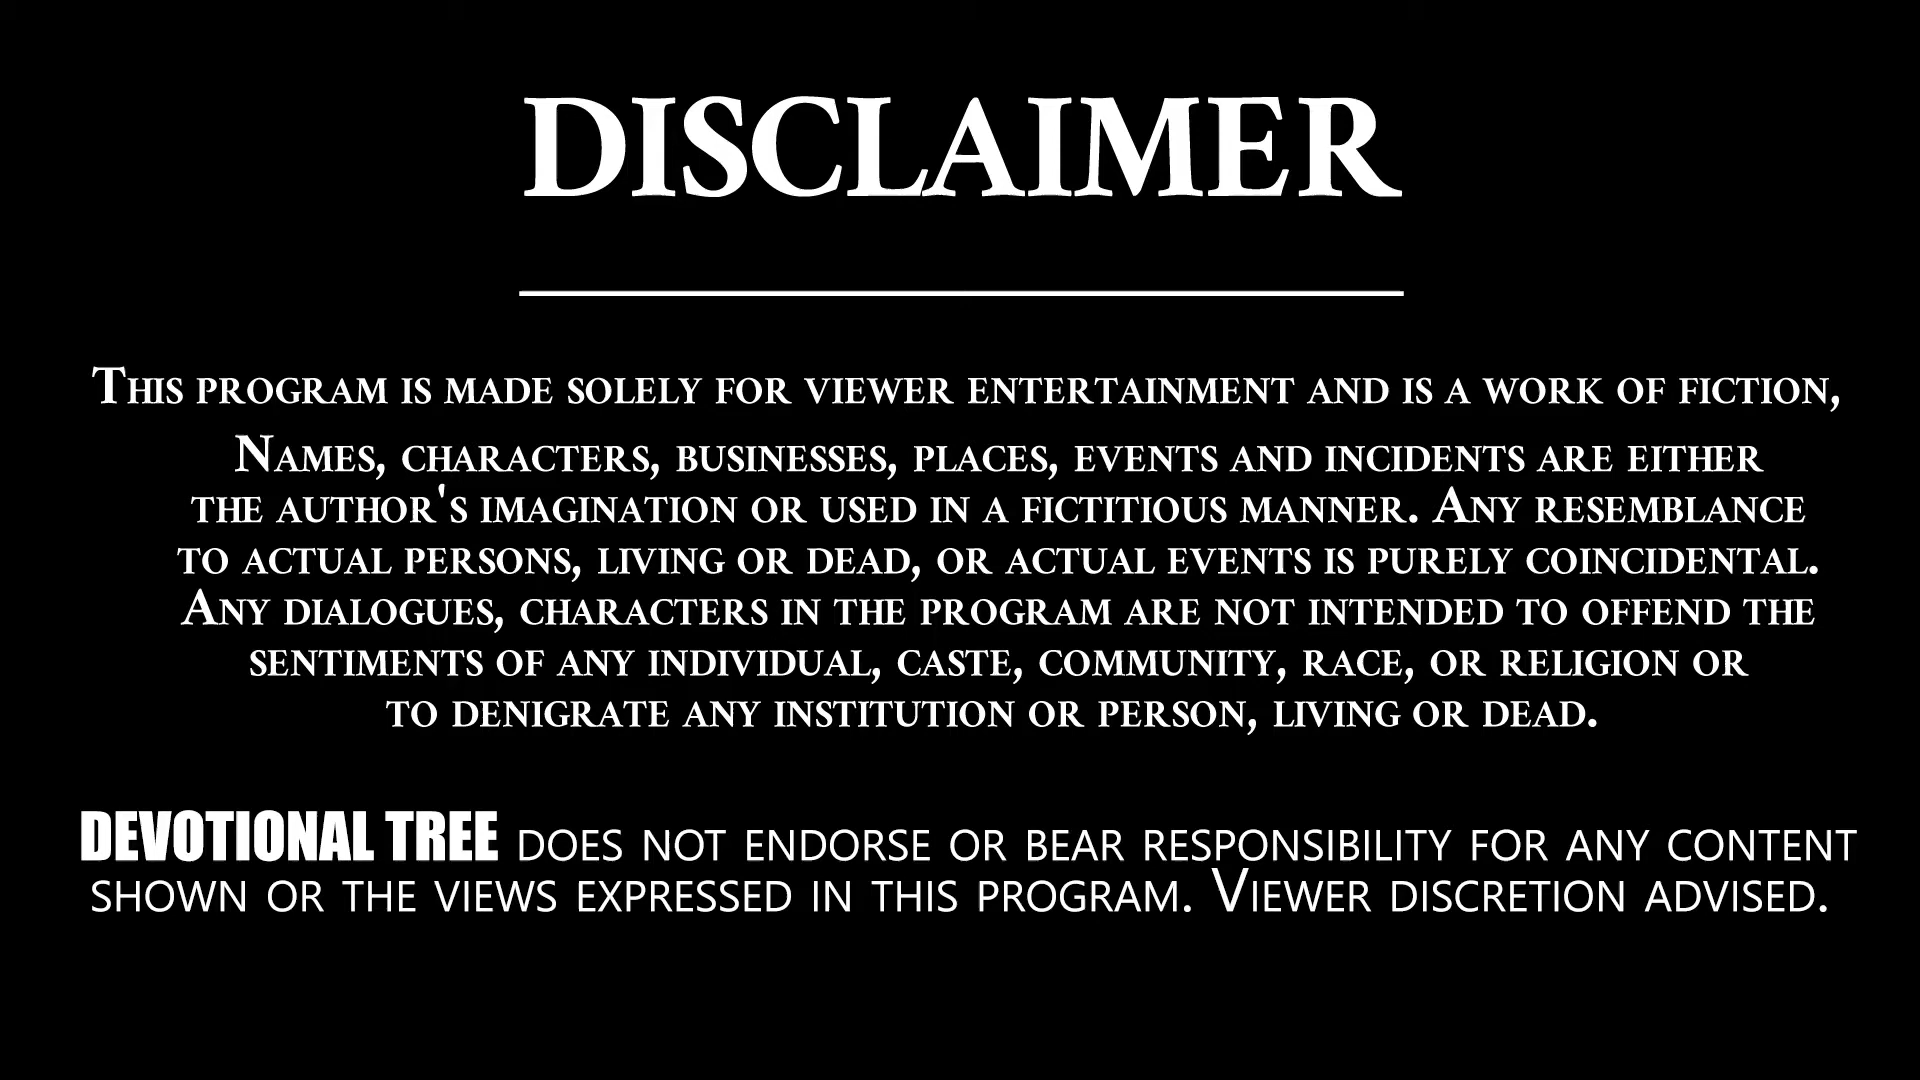 DISCLAIMER
This program is made solely for viewer entertainment and is a work of fiction,
Names, characters, businesses, places, events and incidents are either
the author's imagination or used in a fictitious manner. Any resemblance
to actual persons, living or dead, or actual events is purely coincidental.
Any dialogues, characters in the program are not intended to offend the
sentiments of any individual, caste, community, race, or religion or
to denigrate any institution or person, living or dead.
DEVOTIONAL TREE does not endorse or bear responsibility for any content
shown or the views expressed in this program. Viewer discretion advised.